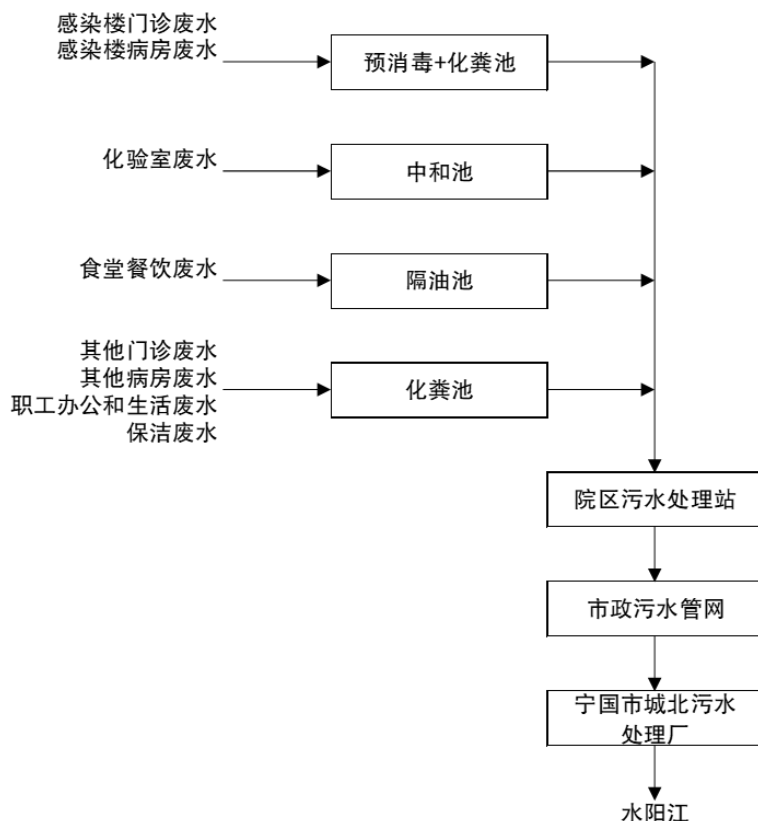 感染楼门诊废水
感染楼病房废水
预消毒+化粪池
化验室废水
中和池
食堂餐饮废水
隔油池
其他门诊废水
其他病房废水
职工办公和生活废水
保洁废水
化粪池
院区污水处理站
市政污水管网
宁国市城北污水
处理厂
水阳江